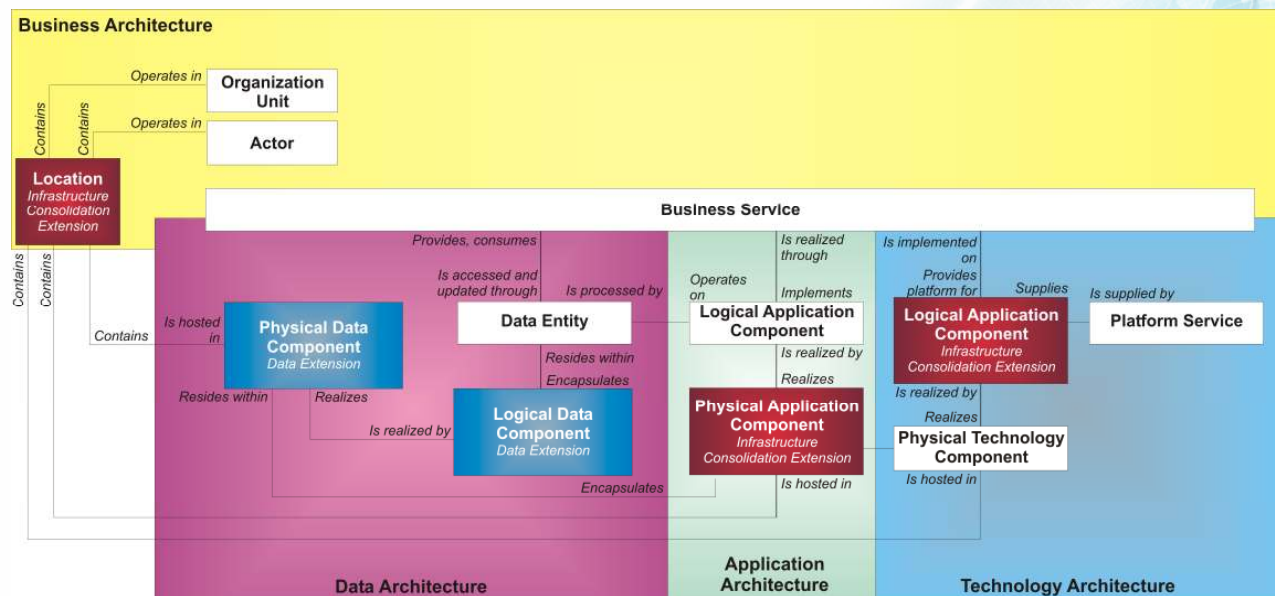 Business Architecture
Operates in
Organization
Unit
Contains
Contains
Operates in
Actor
Location
Infrastructure
Consolidation
Extension
Business Service
Provides, consumes
Is realized
through
Is implemented
on
Contains
Contains
Is accessed and
updated through
Is processed by
Operates
on
Implements
Provides
platform for
Supplies
Is supplied by
Contains
Is hosted
in
Physical Data
Component
Data Extension
Data Entity
Logical Application
Component
Logical Application
Component
Infrastructure
Consolidation Extension
Platform Service
Resides within
Is realized by
Resides within
Realizes
Encapsulates
Realizes
Is realized by
Is realized by
Logical Data
Component
Data Extension
Physical Application
Component
Infrastructure
Consolidation Extension
Realizes
Physical Technology
Component
Encapsulates
Is hosted in
Is hosted in
Data Architecture
Application
Architecture
Technology Architecture